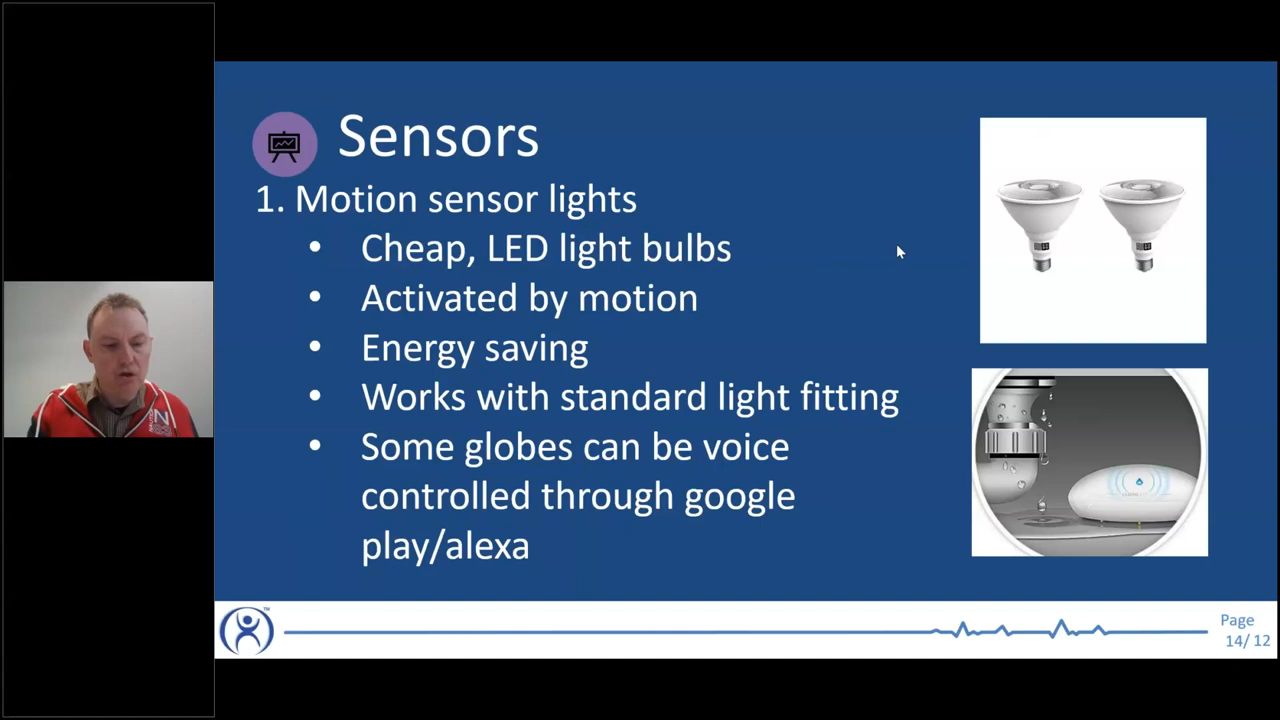 Sensors
1. Motion sensor lights
• Cheap, LED light bulbs
• Activated by motion
• Energy saving
• Works with standard light fitting
• Some globes can be voice
controlled through google
play/alexa
Page
14/ 12